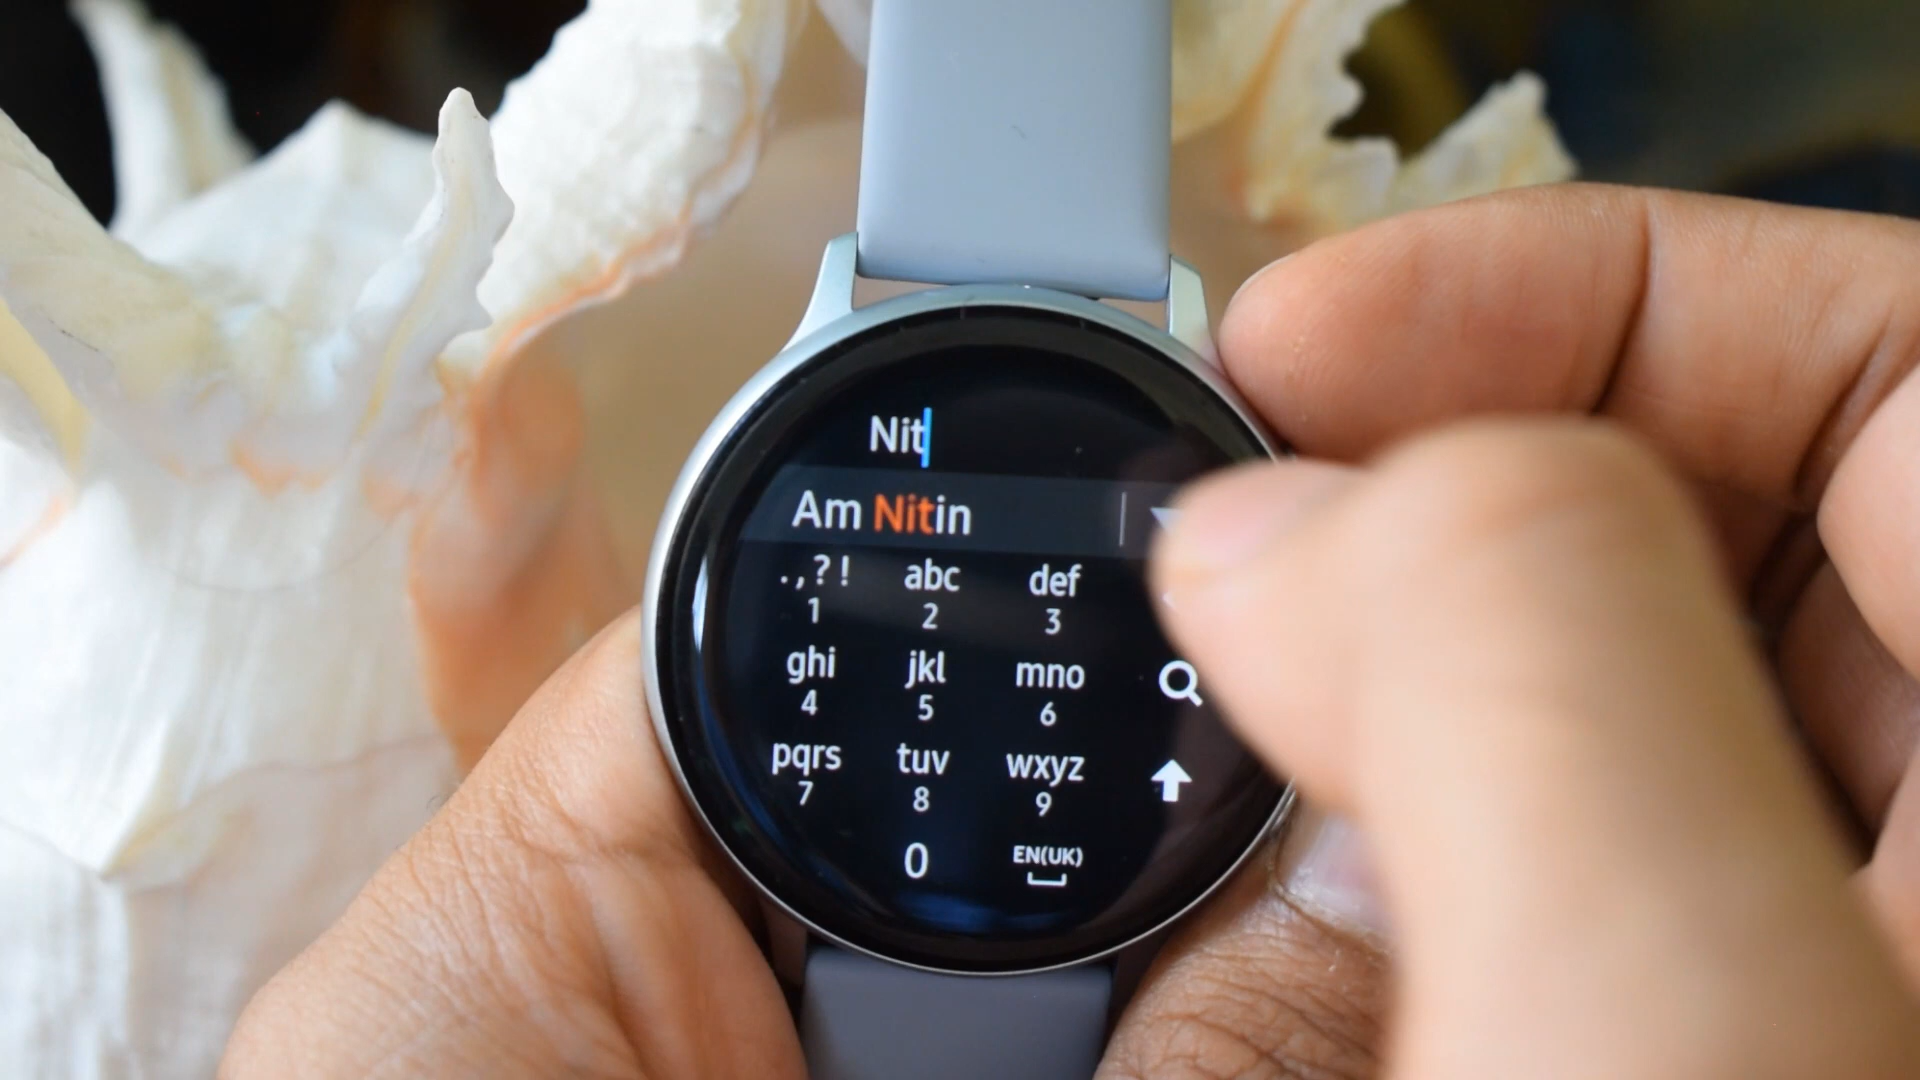 Nit
Am Nitin
.,?! abc def
1 2 3
ghi jkl mno
4 5 6
pqrs tuv wxyz
7 8 9
0 EN(UK)